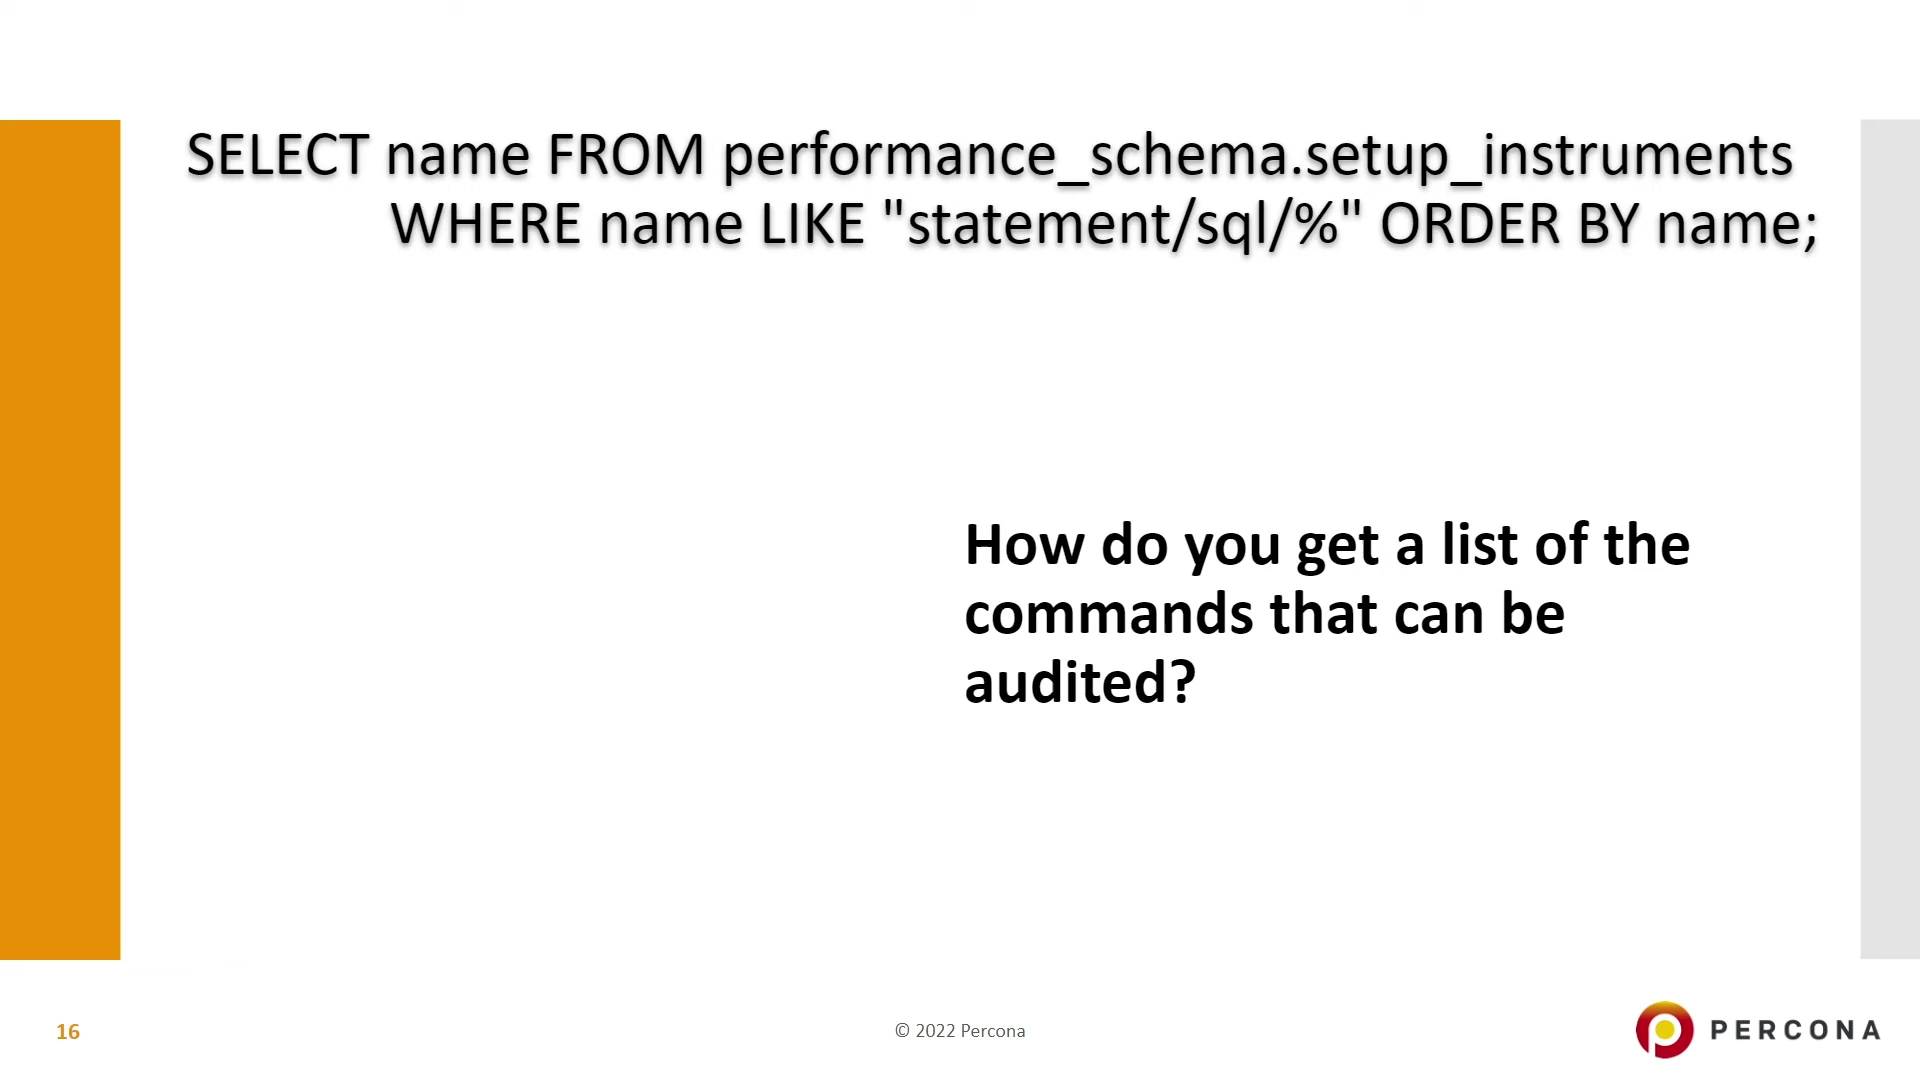 SELECT name FROM performance_schema.setup_instruments
WHERE name LIKE "statement/sql/%" ORDER BY name;
How do you get a list of the
commands that can be
audited?
16
© 2022 Percona
PERCONA